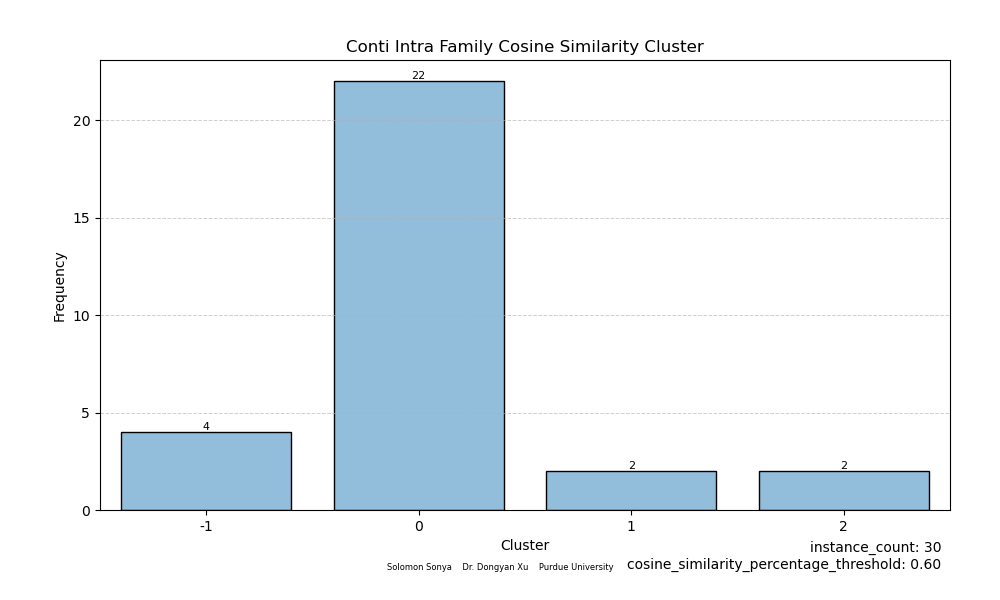 Conti Intra Family Cosine Similarity Cluster
22
20
15
Frequency
10
5
4
2
2
0
-1
0
1
2
Cluster
instance_count: 30
Solomon Sonya Dr. Dongyan Xu Purdue University
cosine_similarity_percentage_threshold: 0.60